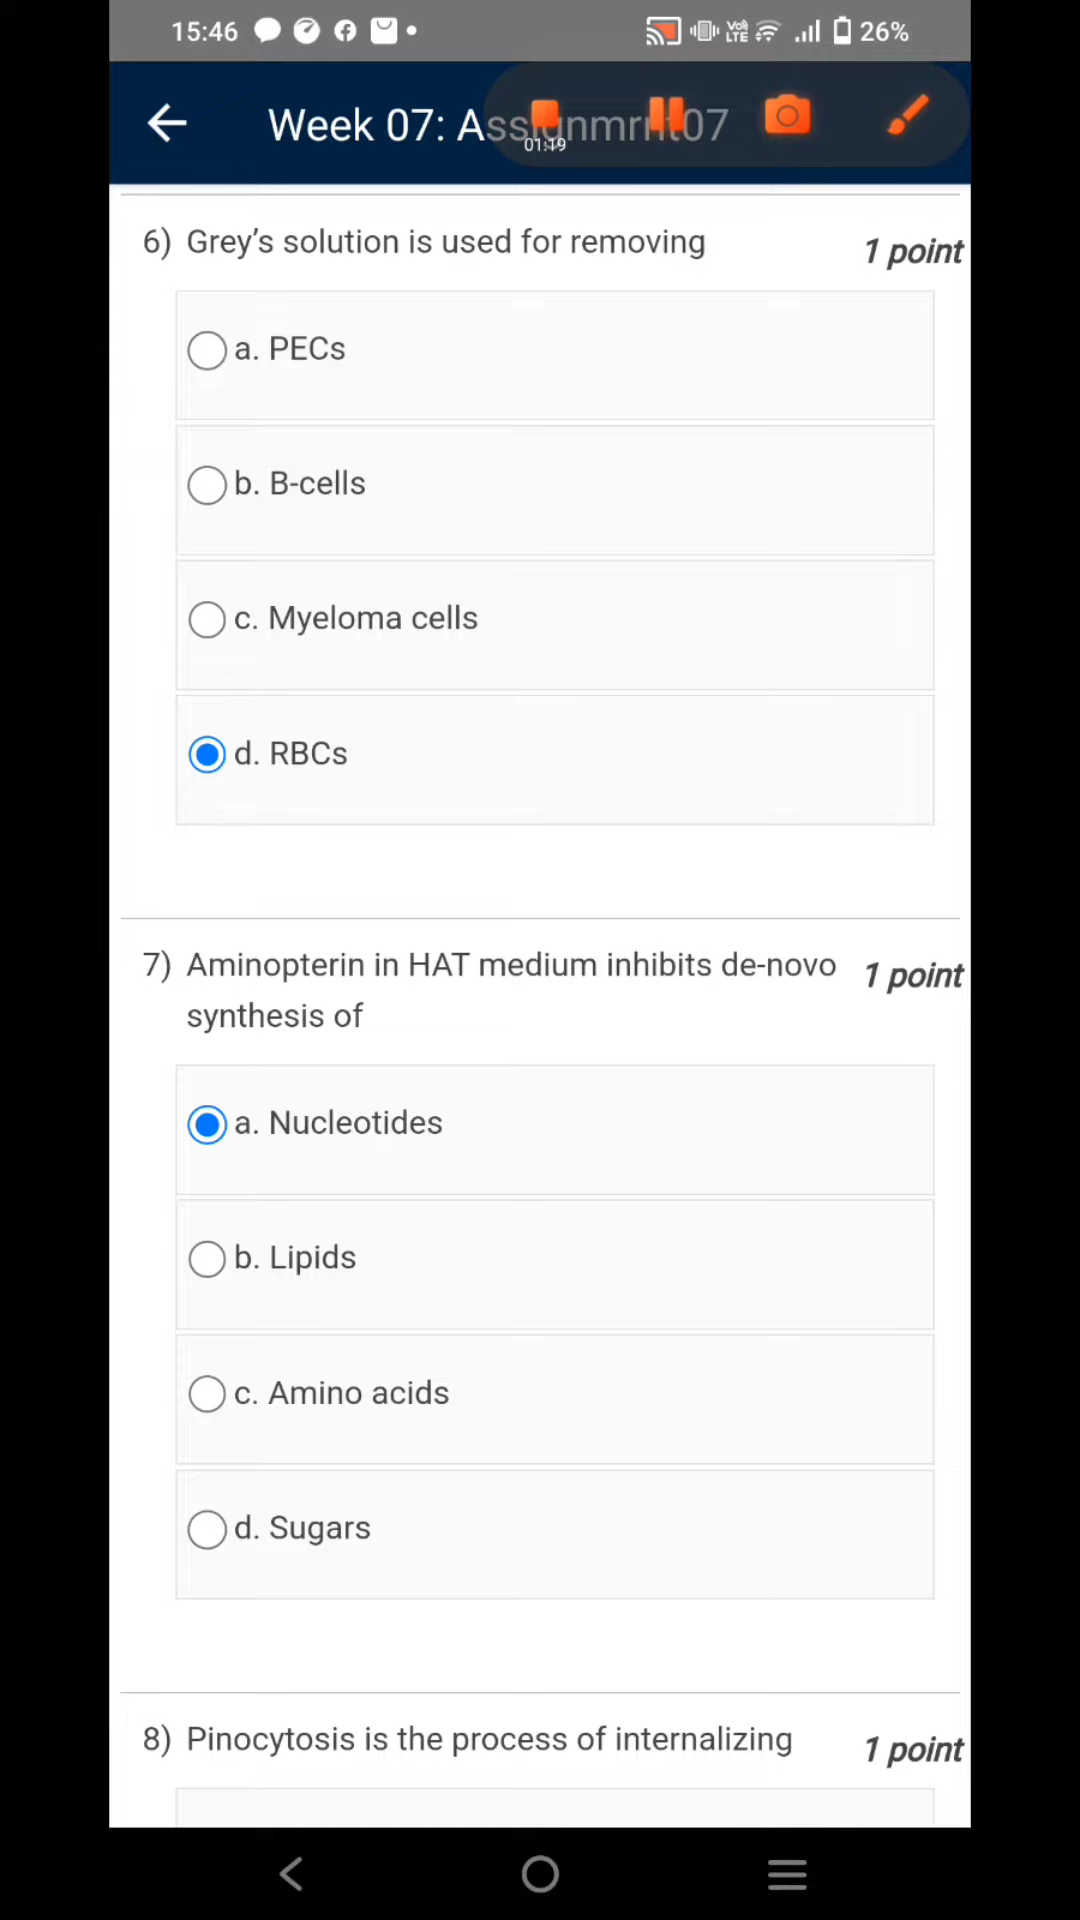 15:46 26%
Week 07: Assignmrnt07
01:19
6) Grey's solution is used for removing 1 point
a. PECs
b. B-cells
c. Myeloma cells
d. RBCs
7) Aminopterin in HAT medium inhibits de-novo 1 point
synthesis of
a. Nucleotides
b. Lipids
c. Amino acids
d. Sugars
8) Pinocytosis is the process of internalizing 1 point